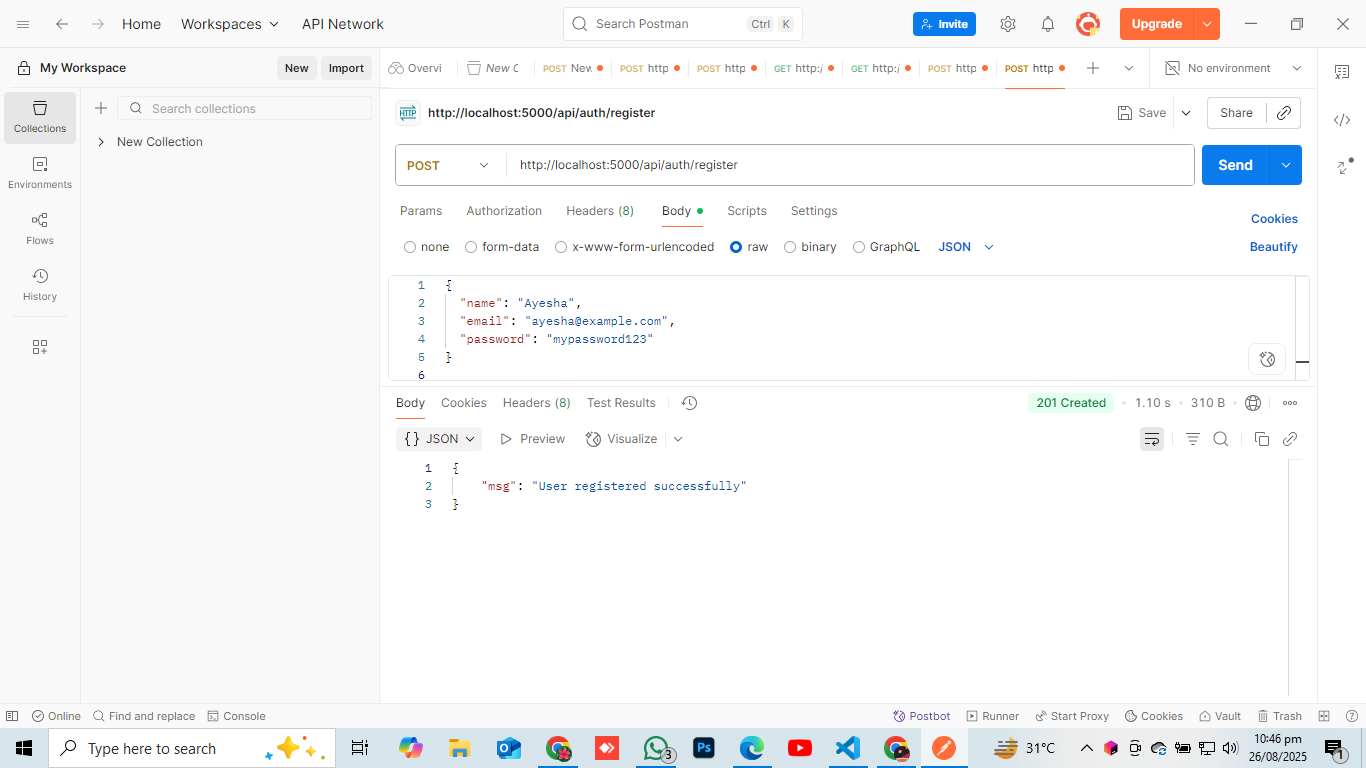 Home Workspaces API Network Search Postman Ctrl K Invite Upgrade
My Workspace New Import Overvi New C POST New POST http POST http GET http:/ GET http:/ POST http POST http No environment
Collections
Environments
Flows
History
Search collections
New Collection
HTTP http://localhost:5000/api/auth/register Save Share
POST http://localhost:5000/api/auth/register Send
Params Authorization Headers (8) Body Scripts Settings Cookies
none form-data x-www-form-urlencoded raw binary GraphQL JSON Beautify
1 {
2 "name": "Ayesha",
3 "email": "ayesha@example.com",
4 "password": "mypassword123"
5 }
6
Body Cookies Headers (8) Test Results 201 Created 1.10 s 310 B
{} JSON Preview Visualize
1 {
2 "msg": "User registered successfully"
3 }
Online Find and replace Console Postbot Runner Start Proxy Cookies Vault Trash
Type here to search 3 Ps 31°C 10:46 pm
26/08/2025 1